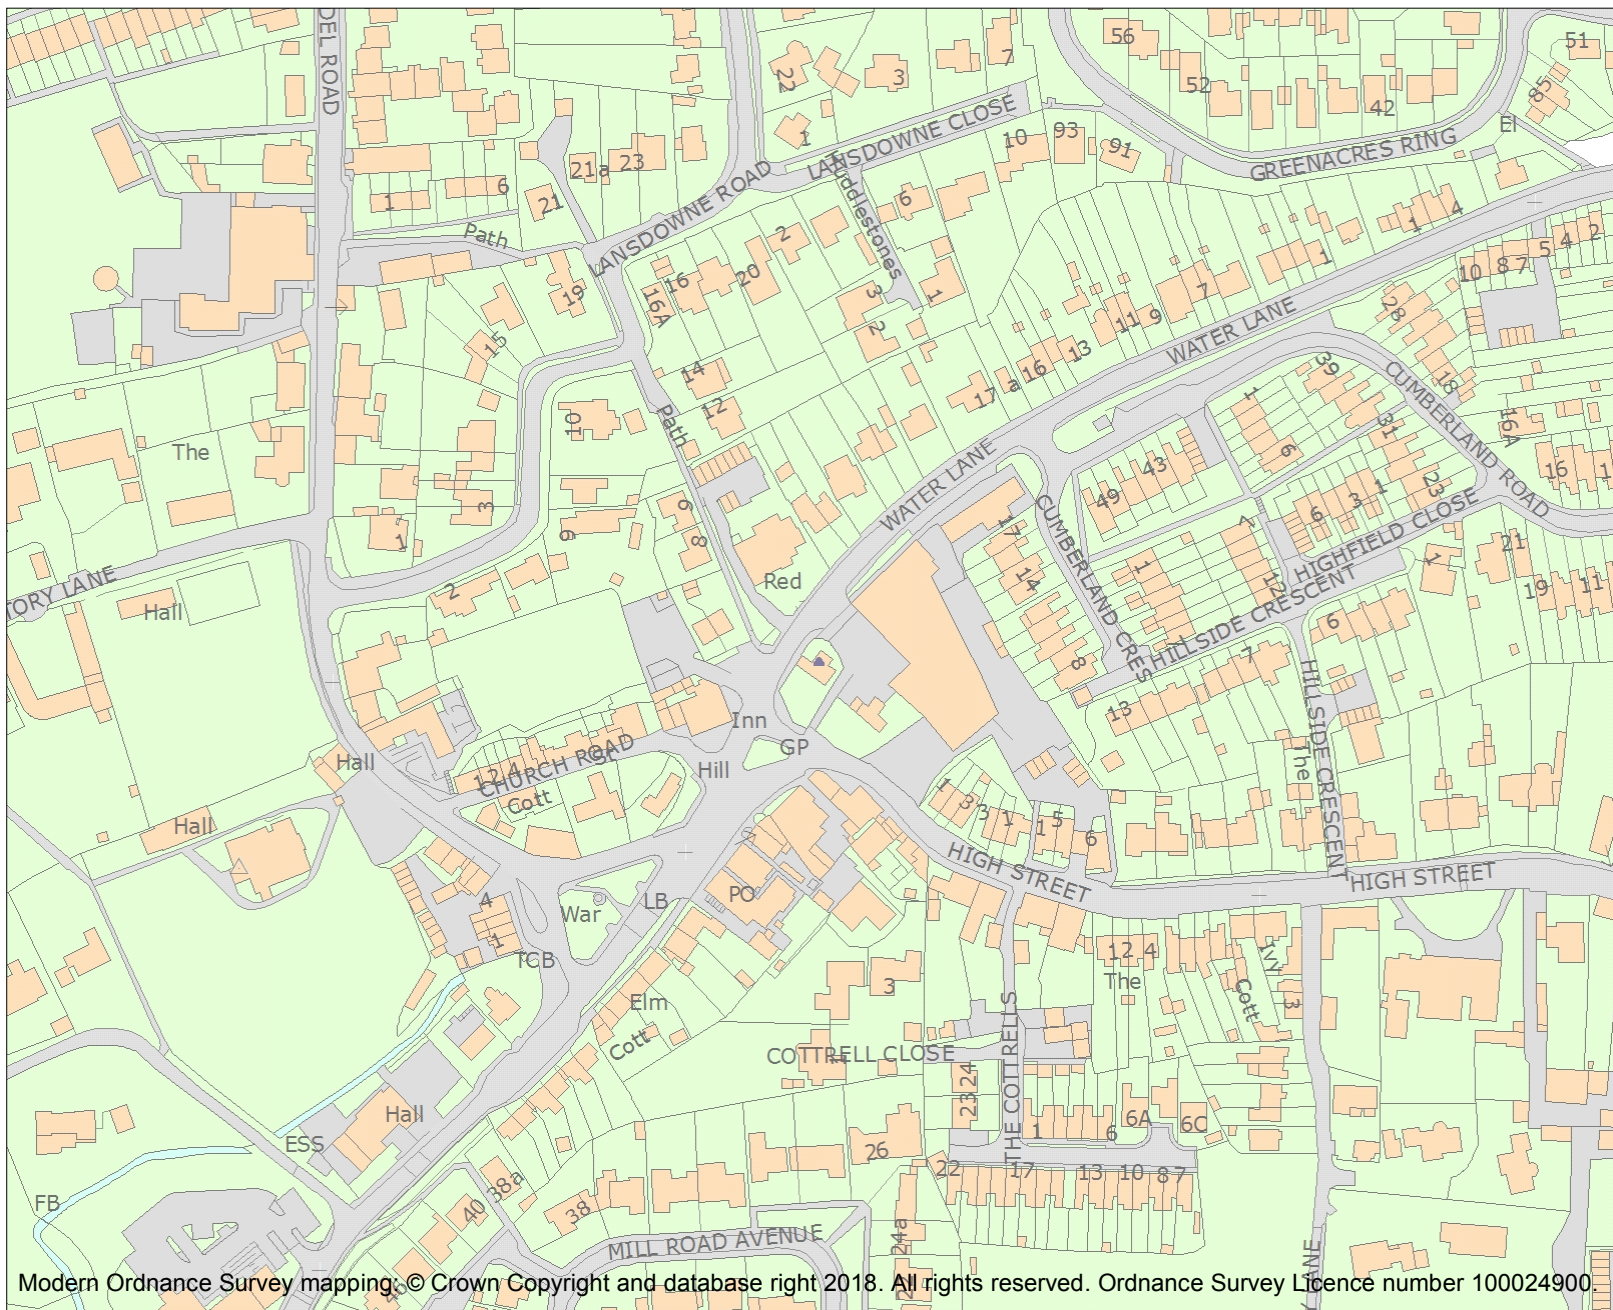 DEL ROAD
56
51
7
22
3
52
85
42
LANSDOWNE CLOSE
1
10
93
91
El
GREENACRES RING
21a
23
LANSDOWNE ROAD
1
6
21
6
1
4
Path
2
5
4
2
10
8
7
1
20
16
16A
19
3
1
7
28
2
11
9
WATER LANE
15
13
14
16
a
17
39
18
CUMBERLAND ROAD
1
12
10
Path
31
16A
The
6
43
16
WATER LANE
49
1
3
23
3
9
6
17
CUMBERLAND CRES
7
HIGHFIELD CLOSE
1
8
21
9
1
14
1
12
TORY LANE
Red
HILLSIDE CRESCENT
19
11
2
Hall
6
8
7
HILLSIDE CRESCENT
13
Inn
GP
Hall
CHURCH ROAD
Hill
The
1
2
4
Cott
1
3
3
1
1
5
6
Hall
HIGH STREET
HIGH STREET
PO
4
War
LB
1
TCB
12
4
Ivy
3
The
Cott
3
Elm
Cott
COTTRELL CLOSE
THE COTTRELLS
24
23
Hall
6A
6C
1
6
ESS
26
22
17
13
10
8
7
38a
FB
40
38
MILL ROAD AVENUE
24a
LANE
Modern Ordnance Survey mapping: © Crown Copyright and database right 2018. All rights reserved. Ordnance Survey Licence number 100024900.